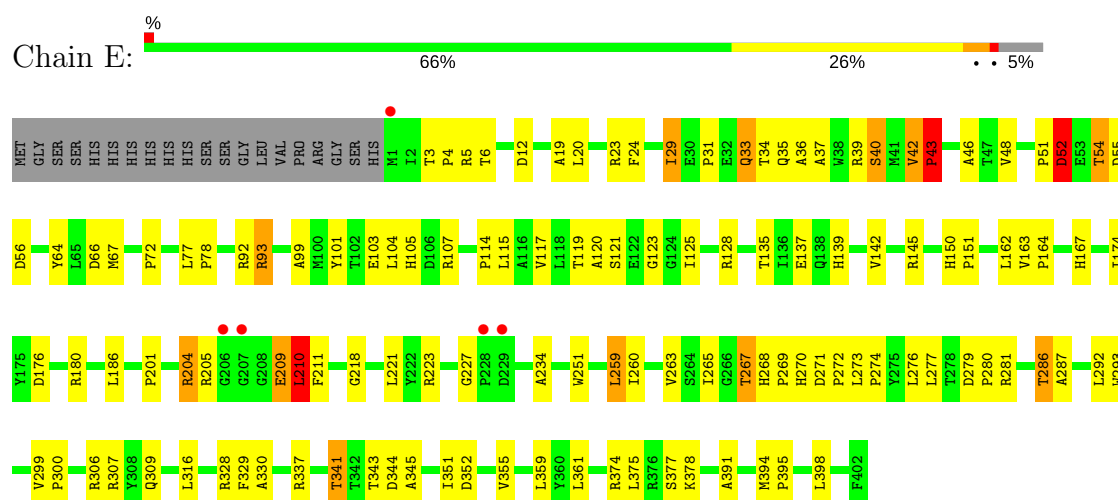 %
Chain E:
66% 26% • • 5%
MET GLY SER SER HIS HIS HIS HIS HIS HIS SER SER GLY LEU VAL PRO ARG GLY SER HIS M1 I2 T3 P4 R5 T6 D12 A19 L20 R23 F24 I29 E30 P31 E32 Q33 T34 Q35 A36 A37 W38 R39 S40 M41 V42 P43 A46 T47 V48 P51 D52 E53 T54 D55
D56 Y64 L65 D66 M67 P72 L77 P78 R92 R93 A99 M100 Y101 T102 E103 L104 H105 D106 R107 P114 L115 A116 V117 L118 T119 A120 S121 E122 G123 G124 I125 R128 T135 I136 E137 Q138 H139 V142 R145 H150 P151 L162 V163 P164 H167 I174
Y175 D176 R180 L186 P201 R204 R205 G206 G207 G208 E209 L210 F211 G218 L221 Y222 R223 G227 P228 D229 A234 W251 L259 I260 V263 S264 I265 G266 T267 H268 P269 H270 D271 P272 L273 P274 Y275 L276 L277 T278 D279 P280 R281 T286 A287 L292 H293
V299 P300 R306 R307 Y308 Q309 L316 R328 F329 A330 R337 T341 T342 T343 D344 A345 I351 D352 V355 L359 Y360 L361 R374 L375 R376 S377 K378 A391 M394 P395 L398 F402